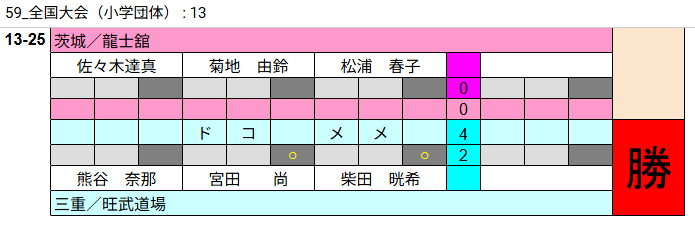 59_全国大会（小学団体）：13
13-25 茨城／龍士舘
佐々木達真 菊地　由鈴 松浦　春子
0
0
ド コ メ メ 4
○ ○ 2
勝
熊谷　奈那 宮田　尚 柴田　晄希
三重／旺武道場